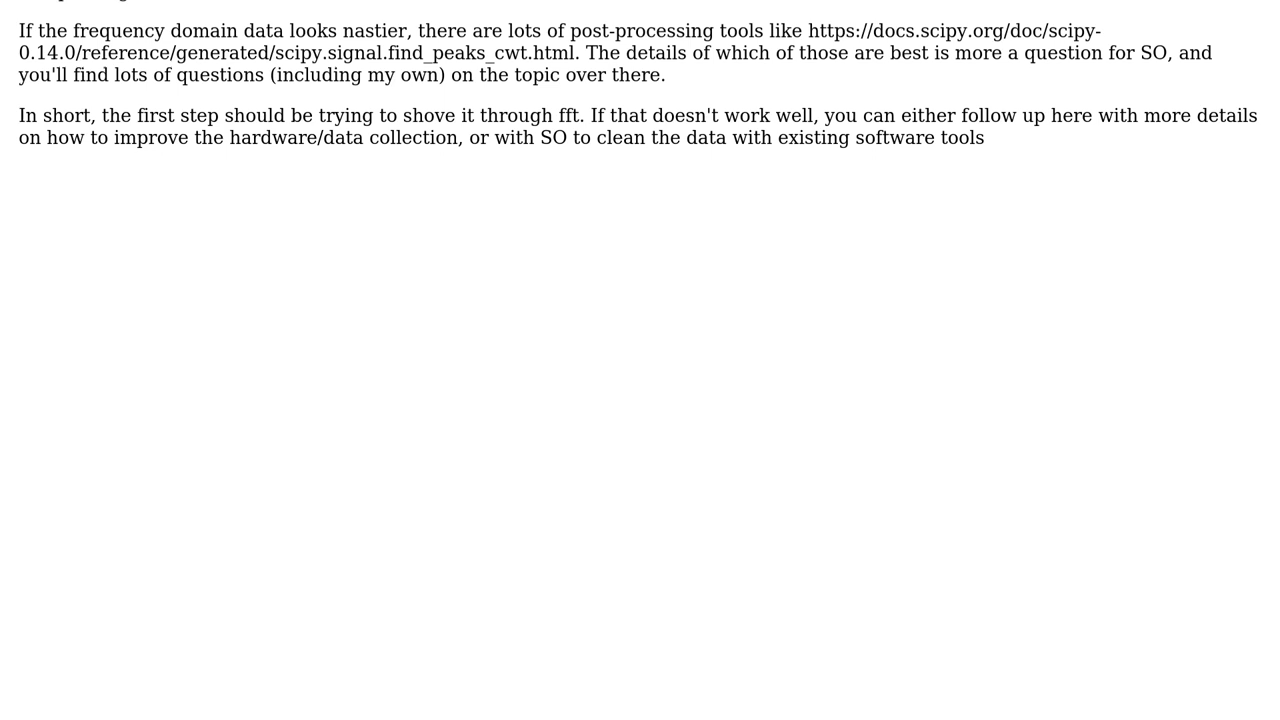 If the frequency domain data looks nastier, there are lots of post-processing tools like https://docs.scipy.org/doc/scipy-
0.14.0/reference/generated/scipy.signal.find_peaks_cwt.html. The details of which of those are best is more a question for SO, and
you'll find lots of questions (including my own) on the topic over there.
In short, the first step should be trying to shove it through fft. If that doesn't work well, you can either follow up here with more details
on how to improve the hardware/data collection, or with SO to clean the data with existing software tools